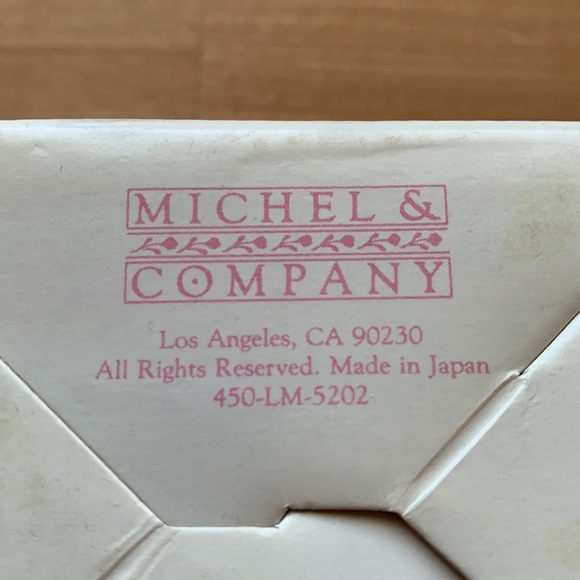 MICHEL &
COMPANY
Los Angeles, CA 90230
All Rights Reserved. Made in Japan
450-LM-5202